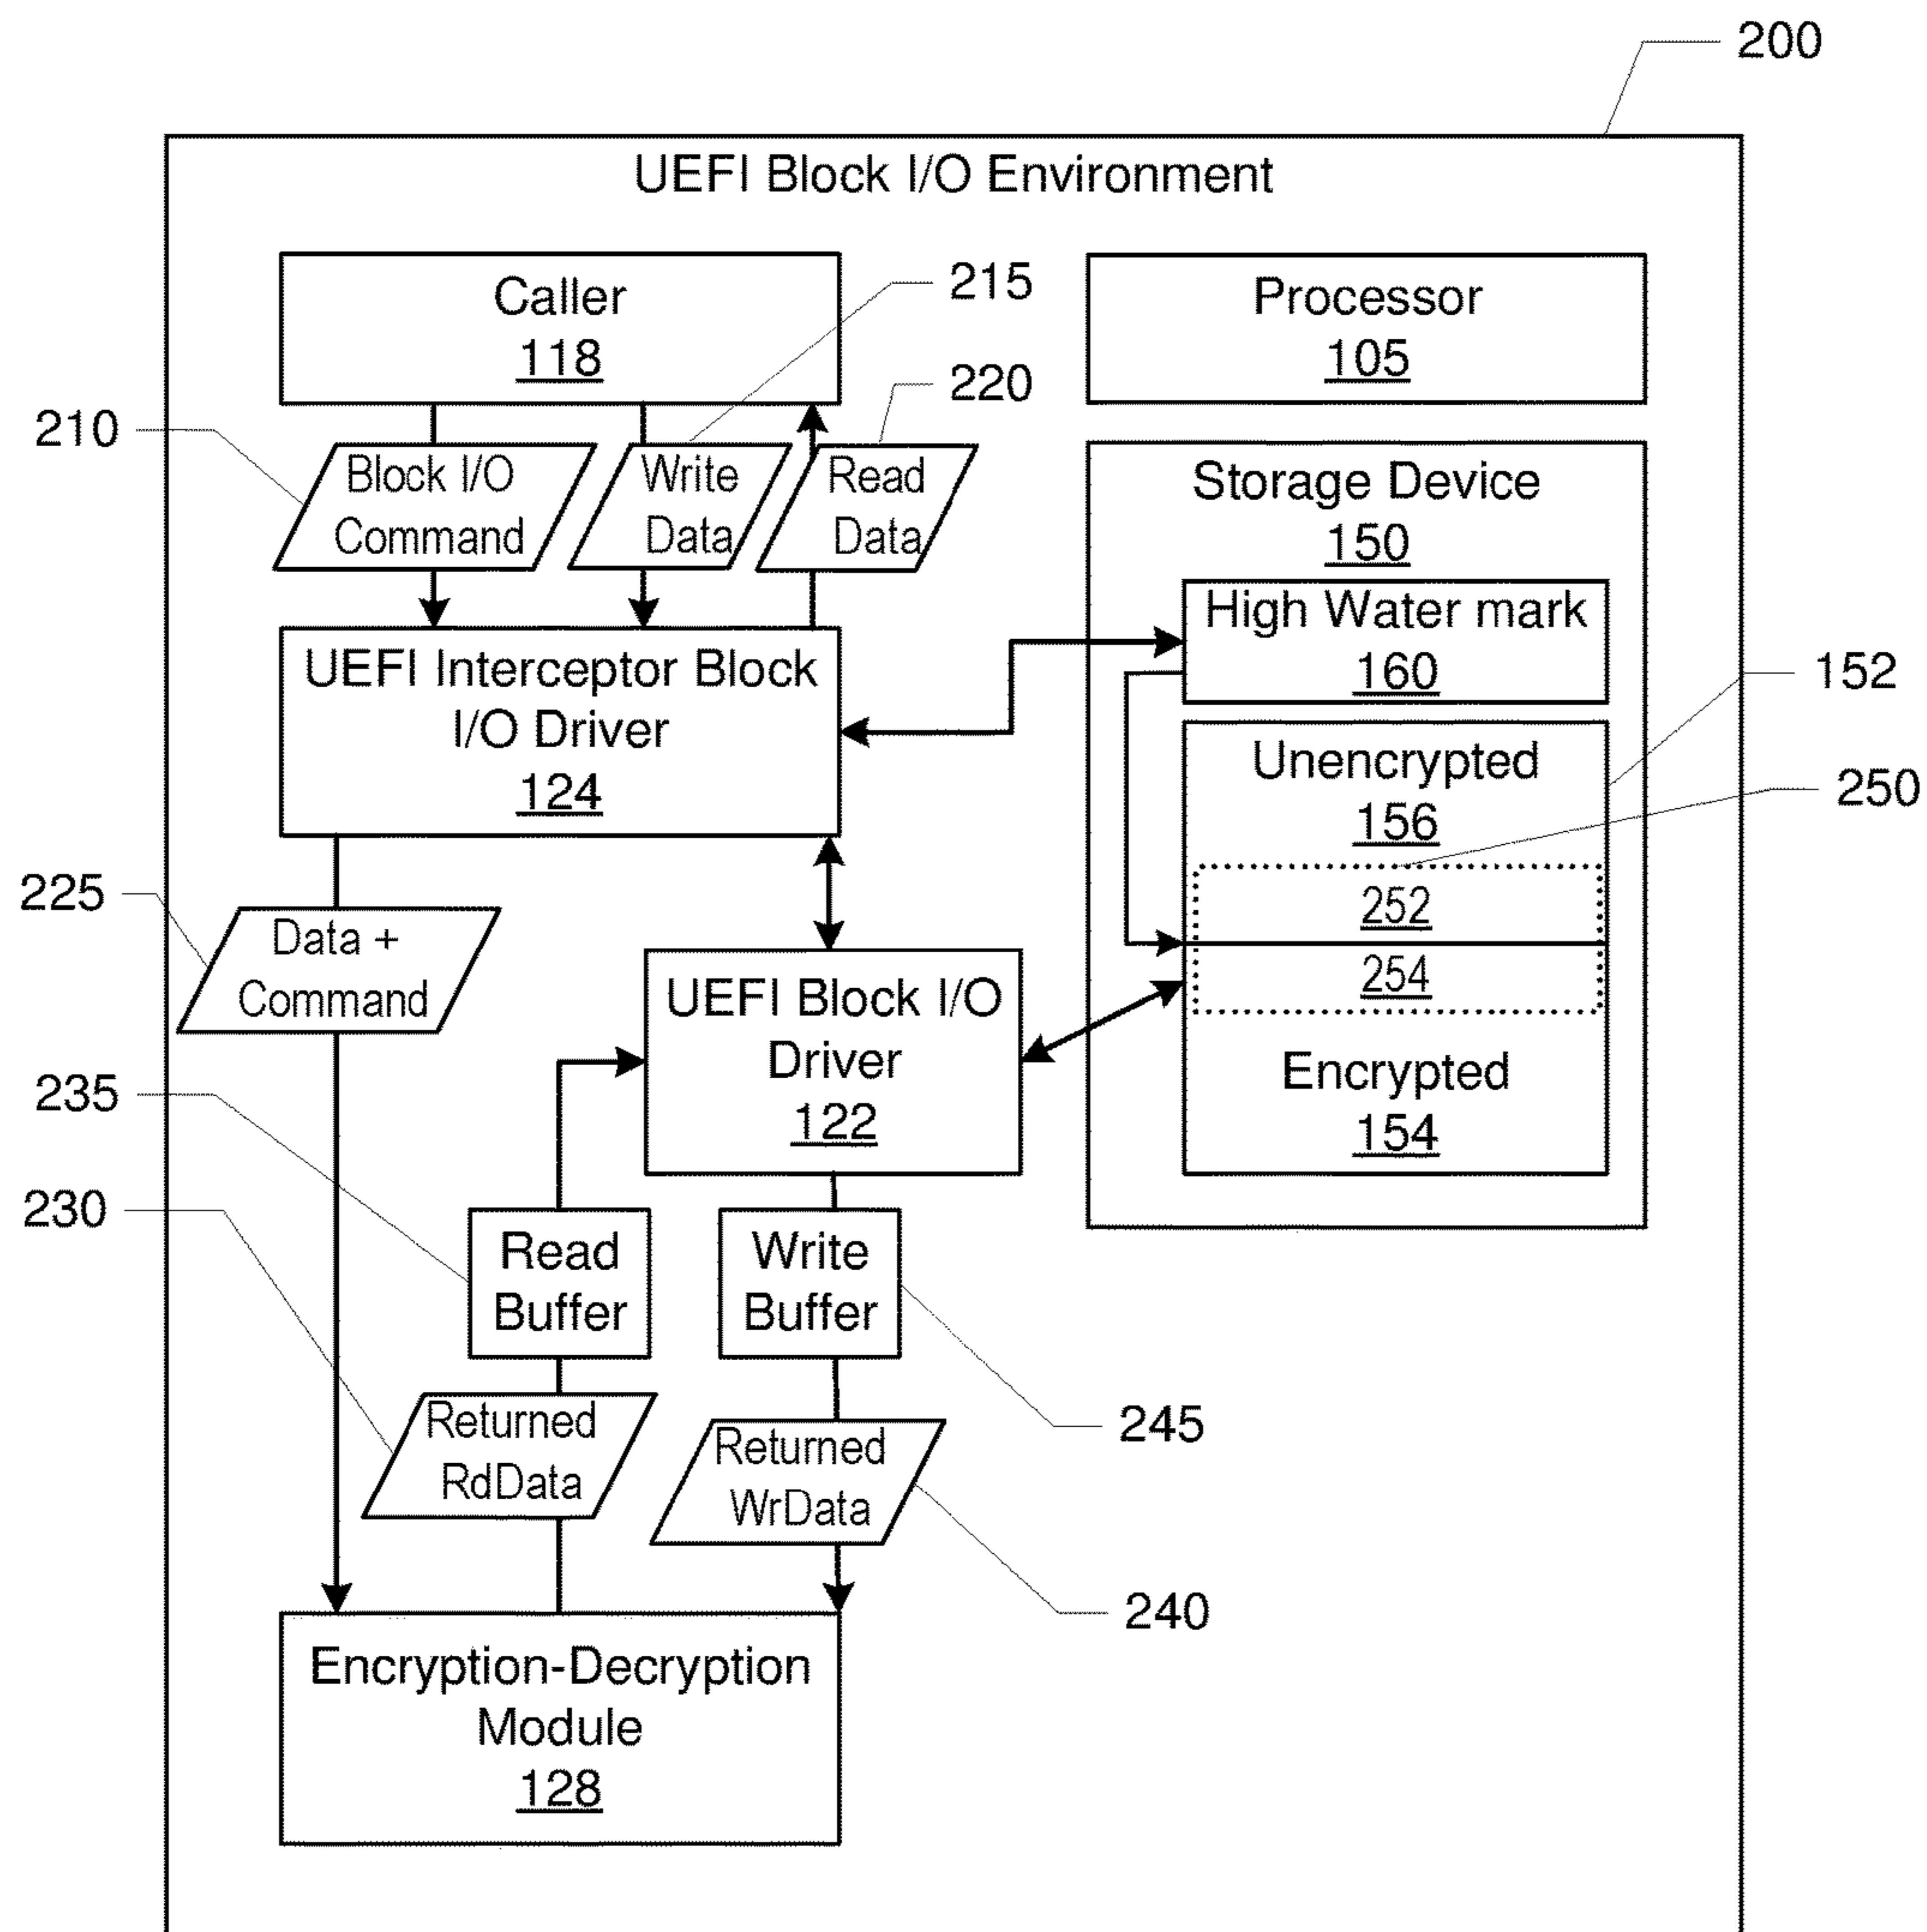 200
UEFI Block I/O Environment
Caller
118
215
220
Processor
105
210
Block I/O
Command
Write
Data
Read
Data
Storage Device
150
High Water mark
160
152
UEFI Interceptor Block
I/O Driver
124
Unencrypted
156
250
252
254
Encrypted
154
225
Data +
Command
UEFI Block I/O
Driver
122
235
230
Read
Buffer
Write
Buffer
245
Returned
RdData
Returned
WrData
240
Encryption-Decryption
Module
128